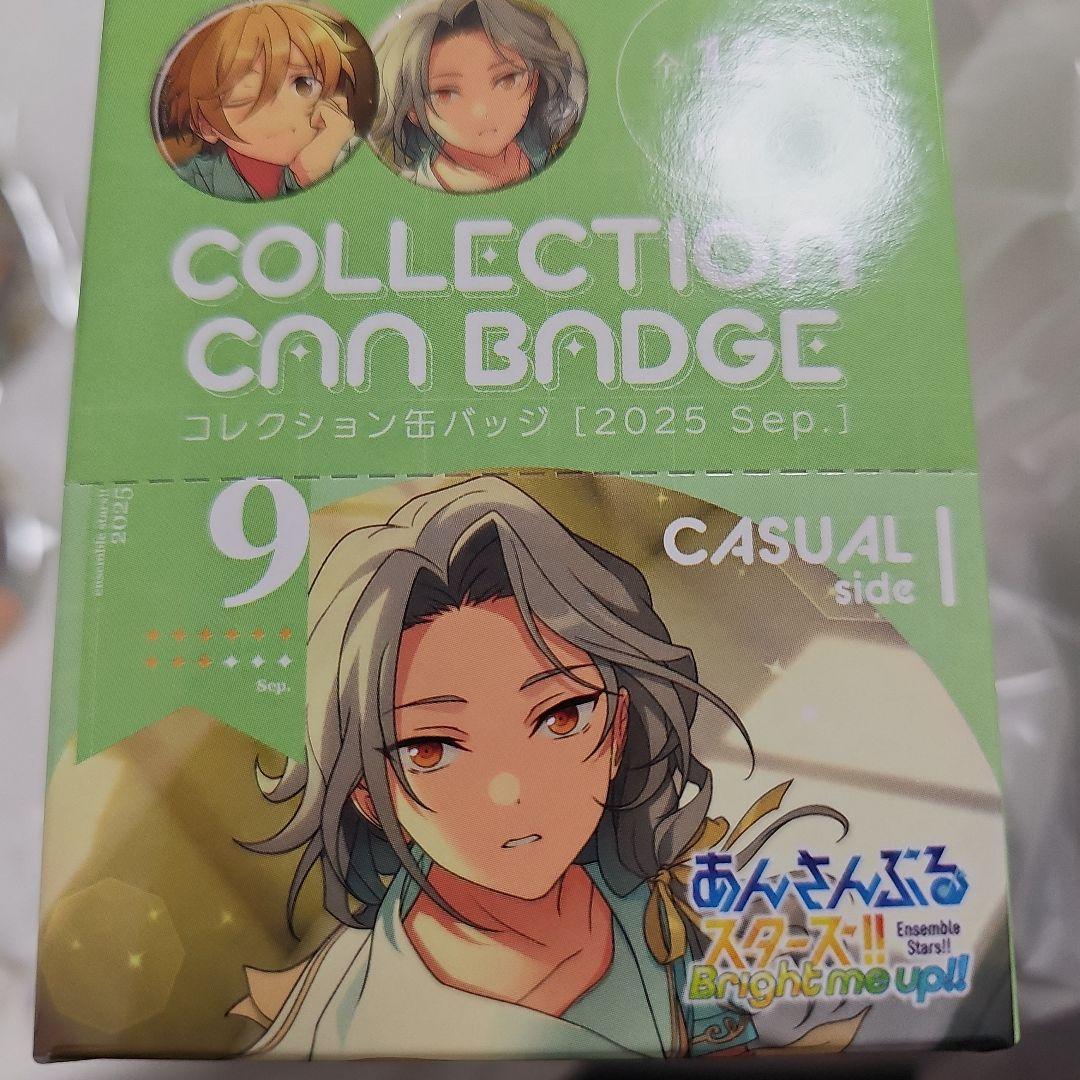 COLLECTION
CAN BADGE
コレクション缶バッジ [2025 Sep.]
ensemble stars!!
2025
9
Sep.
CASUAL
side
あんさんぶる
スターズ!!
Ensemble
Stars!!
Bright me up!!